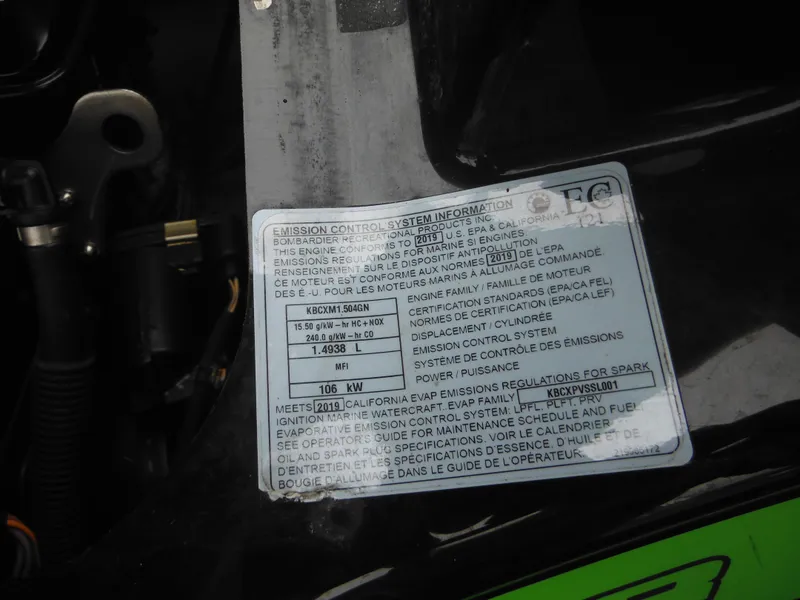 EMISSION CONTROL SYSTEM INFORMATION
EC
BOMBARDIER RECREATIONAL PRODUCTS INC.
121
THIS ENGINE CONFORMS TO 2019 U.S. EPA & CALIFORNIA
EMISSIONS REGULATIONS FOR MARINE SI ENGINES
RENSEIGNEMENT SUR LE DISPOSITIF ANTIPOLLUTION
CE MOTEUR EST CONFORME AUX NORMES 2019 DE L'EPA
DES É.-U. POUR LES MOTEURS MARINS À ALLUMAGE COMMANDÉ.
KBCXM1.504GN
ENGINE FAMILY / FAMILLE DE MOTEUR
15.50 g/kW-hr HC+NOX
CERTIFICATION STANDARDS (EPA/CA FEL)
240.0 g/kW-hr CO
NORMES DE CERTIFICATION (EPA/CA LEF)
1.4938 L
DISPLACEMENT / CYLINDRÉE
MFI
EMISSION CONTROL SYSTEM
SYSTÈME DE CONTRÔLE DES ÉMISSIONS
106 kW
POWER / PUISSANCE
MEETS 2019 CALIFORNIA EVAP EMISSIONS REGULATIONS FOR SPARK
IGNITION MARINE WATERCRAFT. EVAP FAMILY KBCXPVSSL001
EVAPORATIVE EMISSION CONTROL SYSTEM: LPFL, PLFT, PRV
SEE OPERATOR'S GUIDE FOR MAINTENANCE SCHEDULE AND FUEL,
OIL AND SPARK PLUG SPECIFICATIONS. VOIR LE CALENDRIER
D'ENTRETIEN ET LES SPÉCIFICATIONS D'ESSENCE, D'HUILE ET DE
BOUGIE D'ALLUMAGE DANS LE GUIDE DE L'OPÉRATEUR.